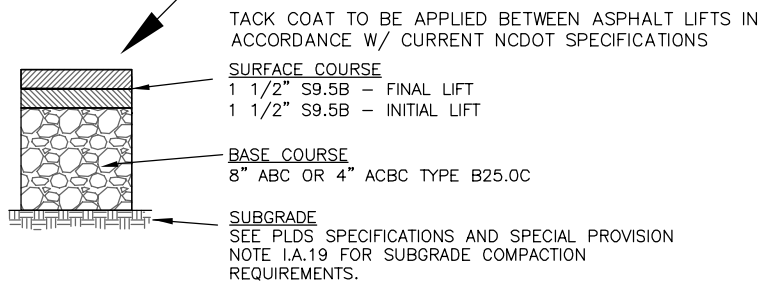 TACK COAT TO BE APPLIED BETWEEN ASPHALT LIFTS IN
ACCORDANCE W/ CURRENT NCDOT SPECIFICATIONS
SURFACE COURSE
1 1/2" S9.5B – FINAL LIFT
1 1/2" S9.5B – INITIAL LIFT
BASE COURSE
8" ABC OR 4" ACBC TYPE B25.0C
SUBGRADE
SEE PLDS SPECIFICATIONS AND SPECIAL PROVISION
NOTE I.A.19 FOR SUBGRADE COMPACTION
REQUIREMENTS.